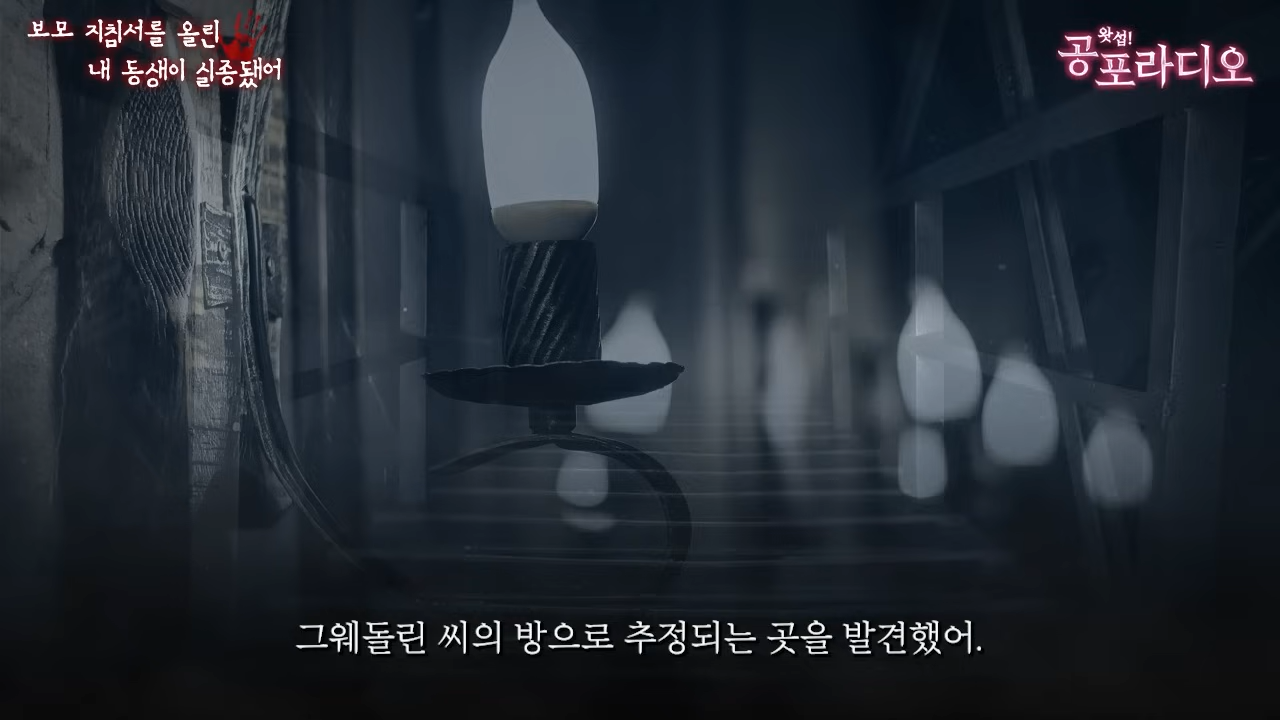 보모 지침서를 올린
내 동생이 실종됐어
왓섭!
공포라디오
그웨돌린 씨의 방으로 추정되는 곳을 발견했어.